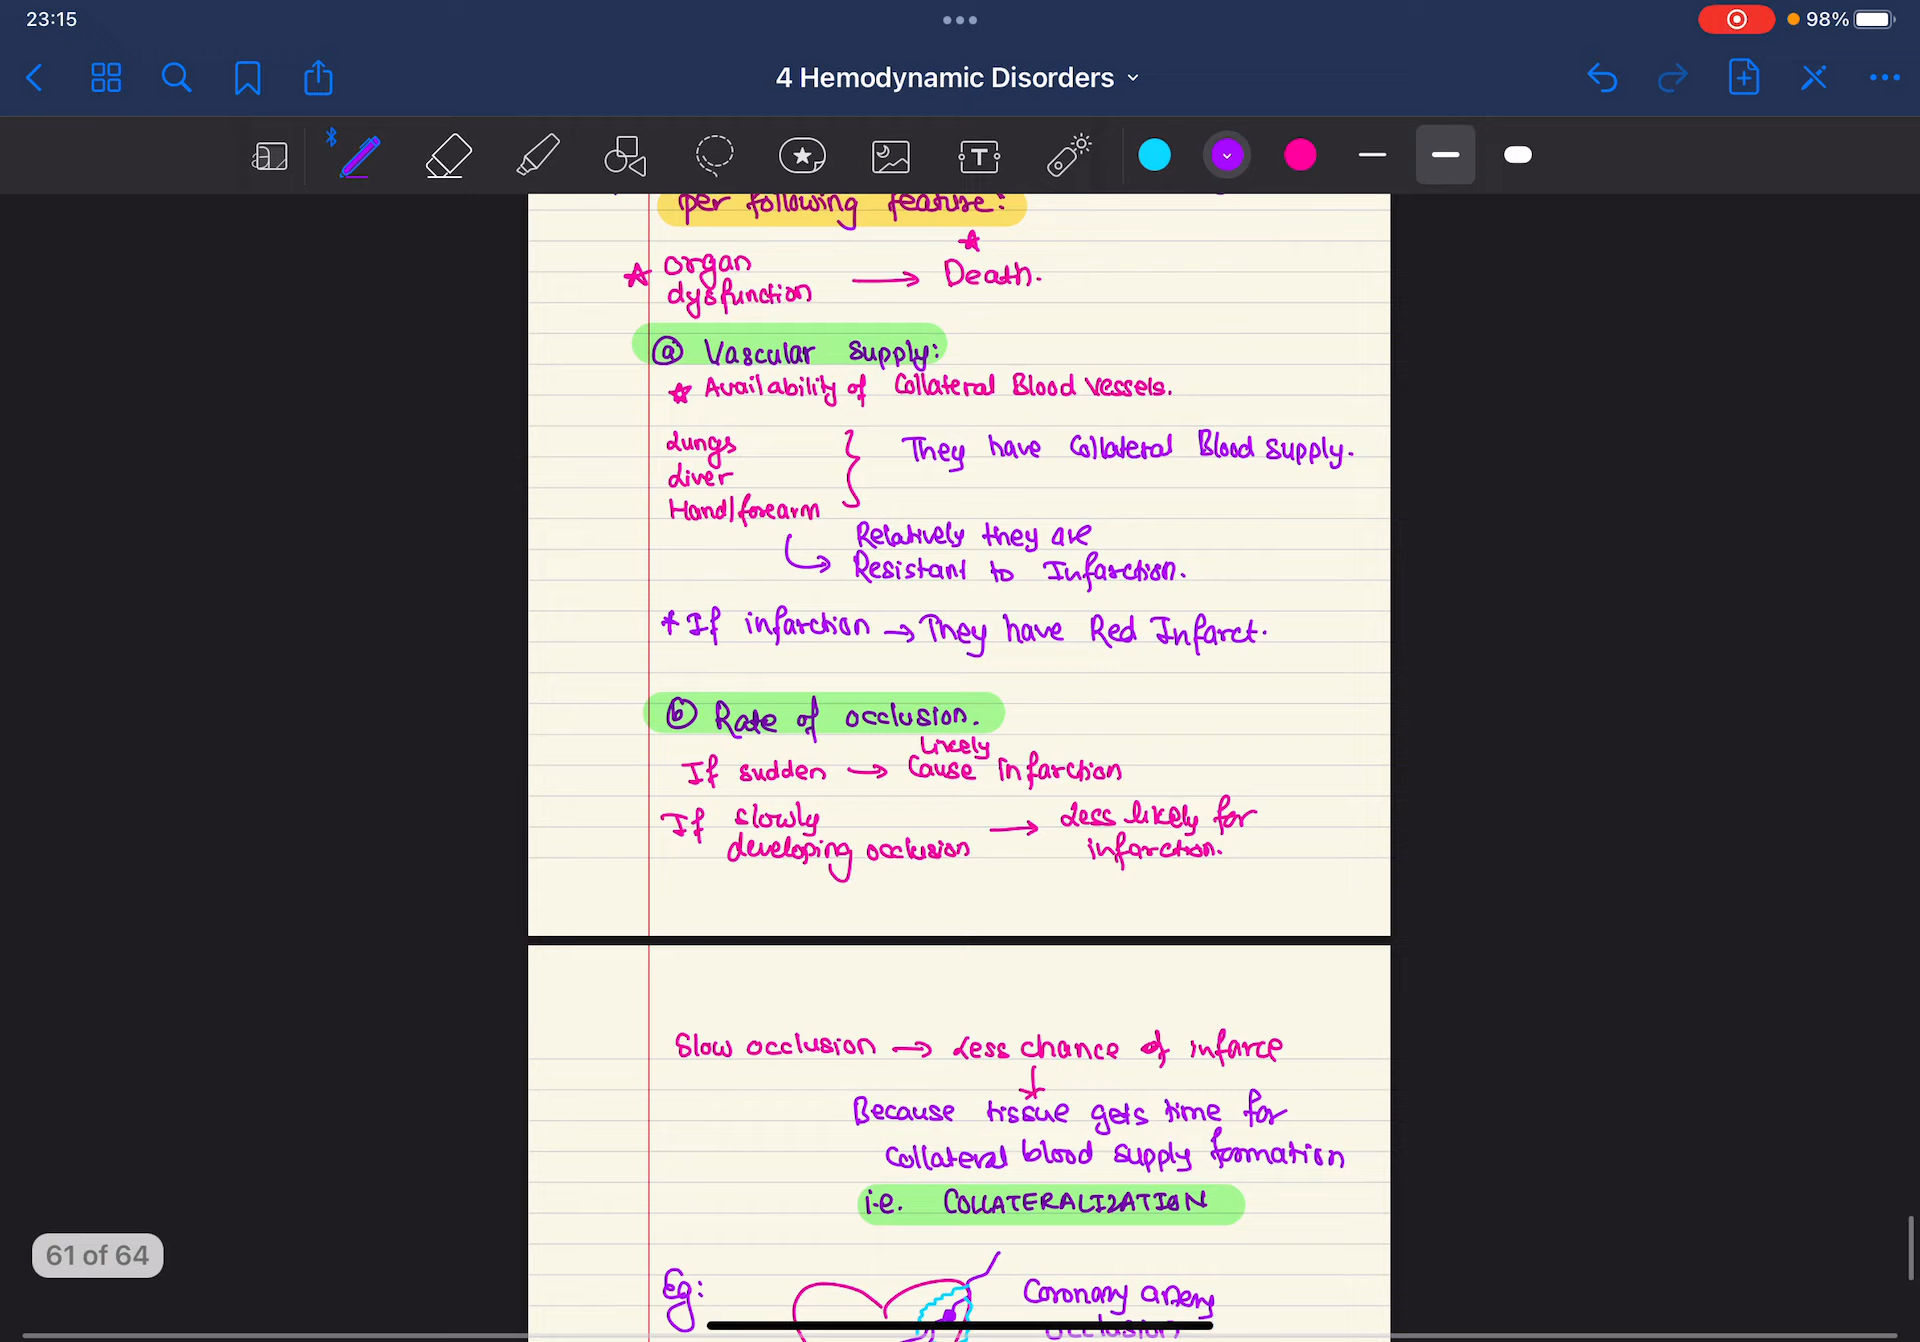 23:15
98%
4 Hemodynamic Disorders
T
per following feature:
organ dysfunction → Death.
ⓐ Vascular Supply:
Availability of Collateral Blood Vessels.
Lungs
Liver
Hand/forearm
They have Collateral Blood Supply.
Relatively they are
Resistant to Infarction.
* If infarction → They have Red Infarct.
ⓑ Rate of occlusion.
If sudden → likely Cause Infarction
If slowly developing occlusion → Less likely for infarction.
Slow occlusion → Less chance of infarce
Because tissue gets time for
Collateral blood supply formation
i.e. COLLATERALIZATION
Eg:
Coronary artery
occlusion
61 of 64